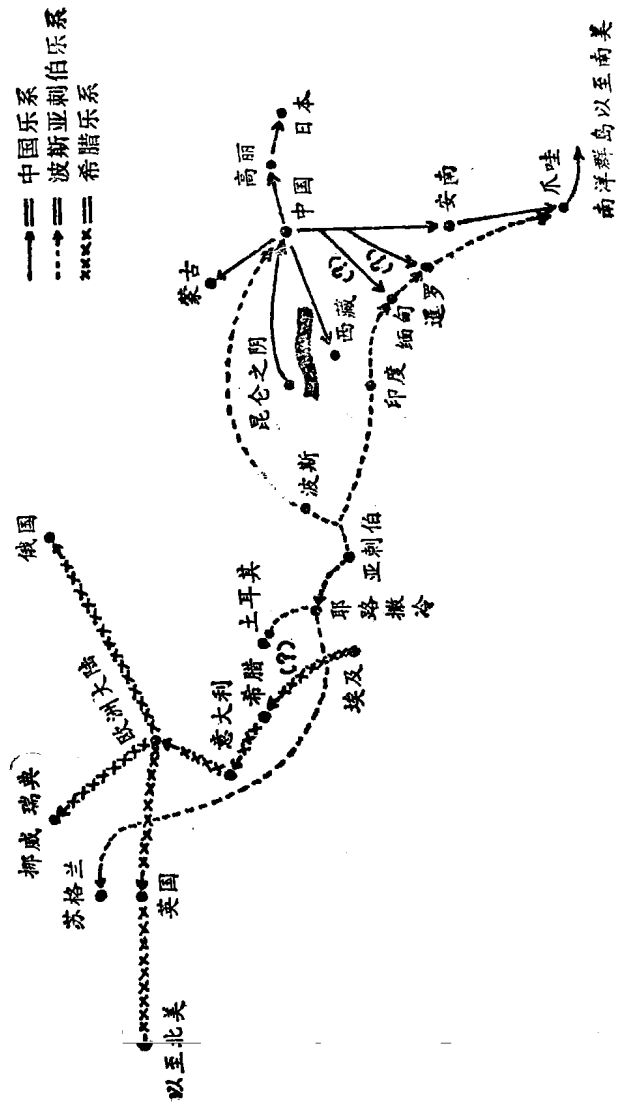 中国乐系
波斯亚剌伯乐系
希腊乐系
俄国
挪威 瑞典
欧洲大陆
苏格兰
英国
以至北美
意大利
希腊
(?)
土耳其
埃及
耶路撒冷
亚剌伯
波斯
昆仑之阴
蒙古
西藏
中国
高丽
日本
印度
缅甸
暹罗
(?)
(?)
安南
爪哇
南洋群岛以至南美